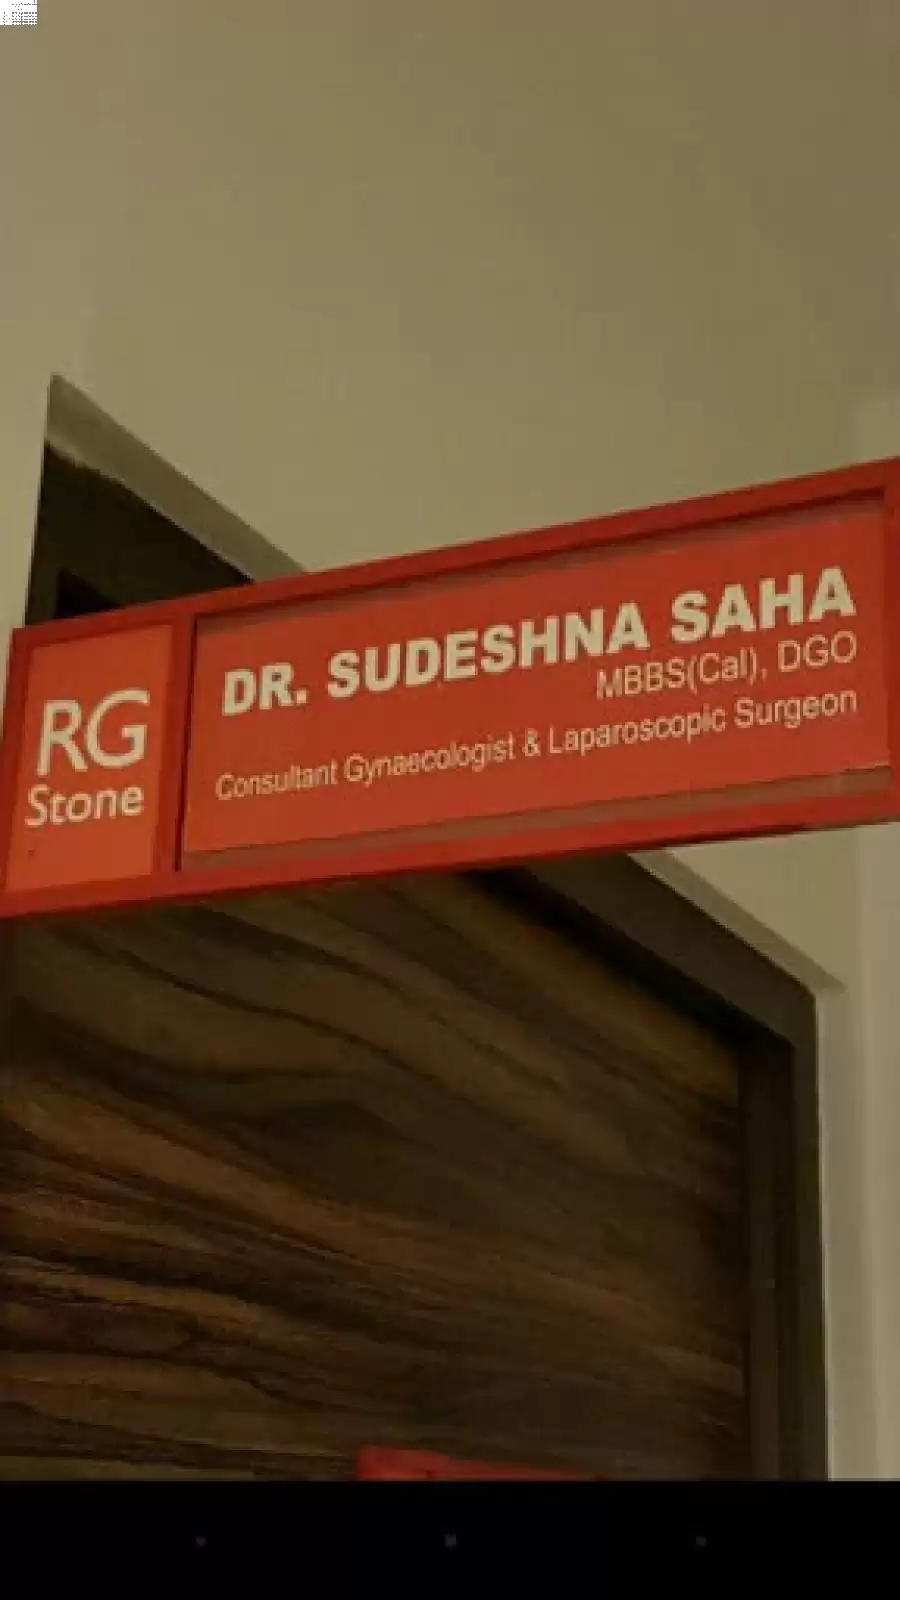 RG
Stone
DR. SUDESHNA SAHA
MBBS(Cal), DGO
Consultant Gynaecologist & Laparoscopic Surgeon